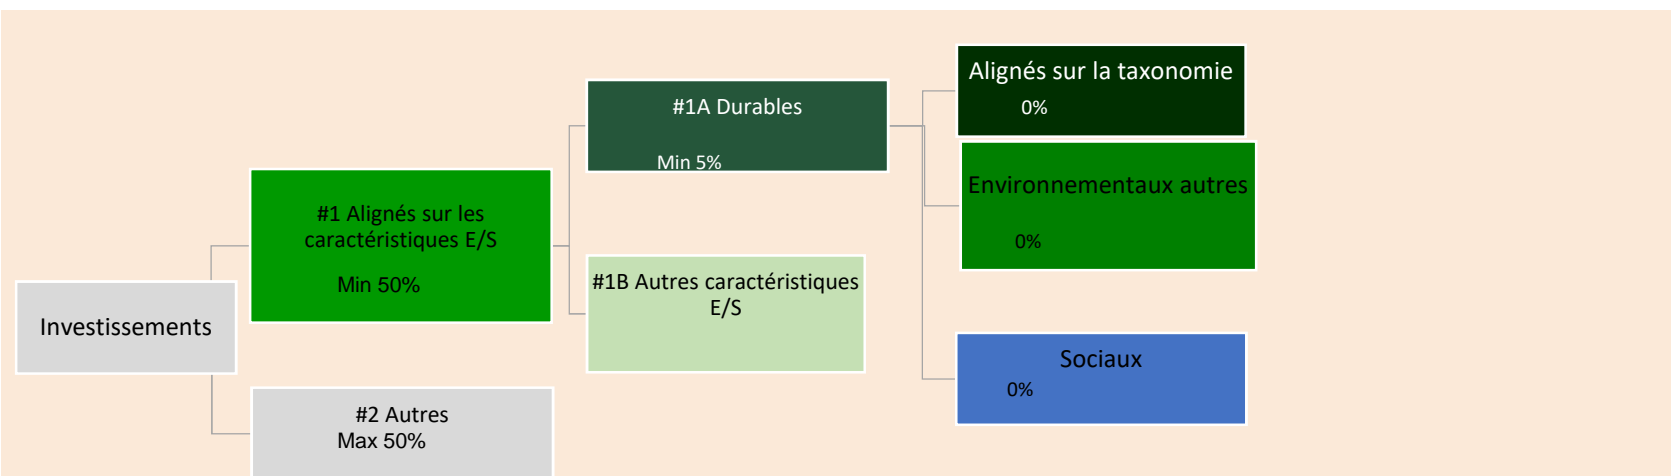 Investissements
#1 Alignés sur les
caractéristiques E/S
Min 50%
#2 Autres
Max 50%
#1A Durables
Min 5%
#1B Autres caractéristiques
E/S
Alignés sur la taxonomie
0%
Environnementaux autres
0%
Sociaux
0%